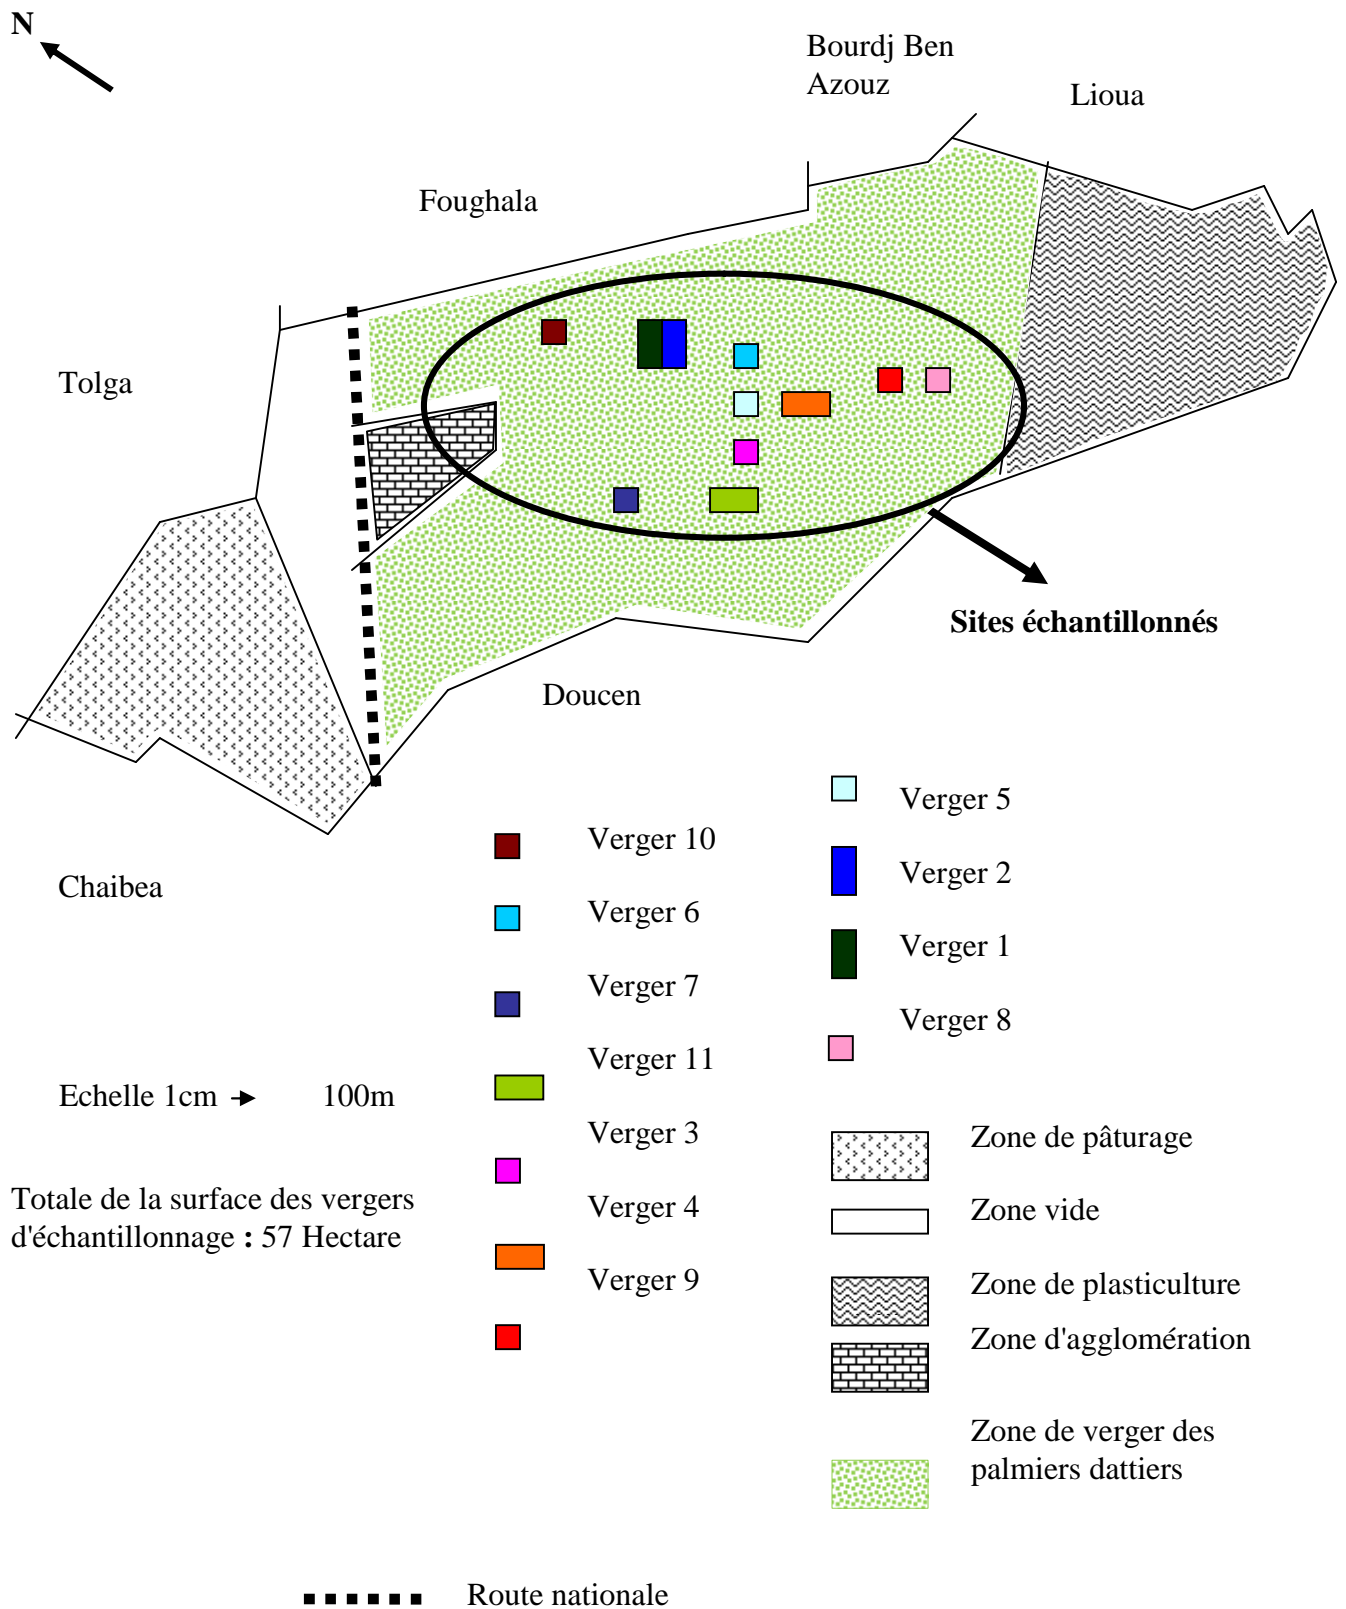 N
Bourdj Ben
Azouz
Lioua
Foughala
Tolga
Sites échantillonnés
Doucen
Chaibea
Verger 10
Verger 6
Verger 7
Verger 11
Verger 3
Verger 4
Verger 9
Verger 5
Verger 2
Verger 1
Verger 8
Echelle 1cm → 100m
Totale de la surface des vergers
d'échantillonnage : 57 Hectare
Zone de pâturage
Zone vide
Zone de plasticulture
Zone d'agglomération
Zone de verger des
palmiers dattiers
Route nationale